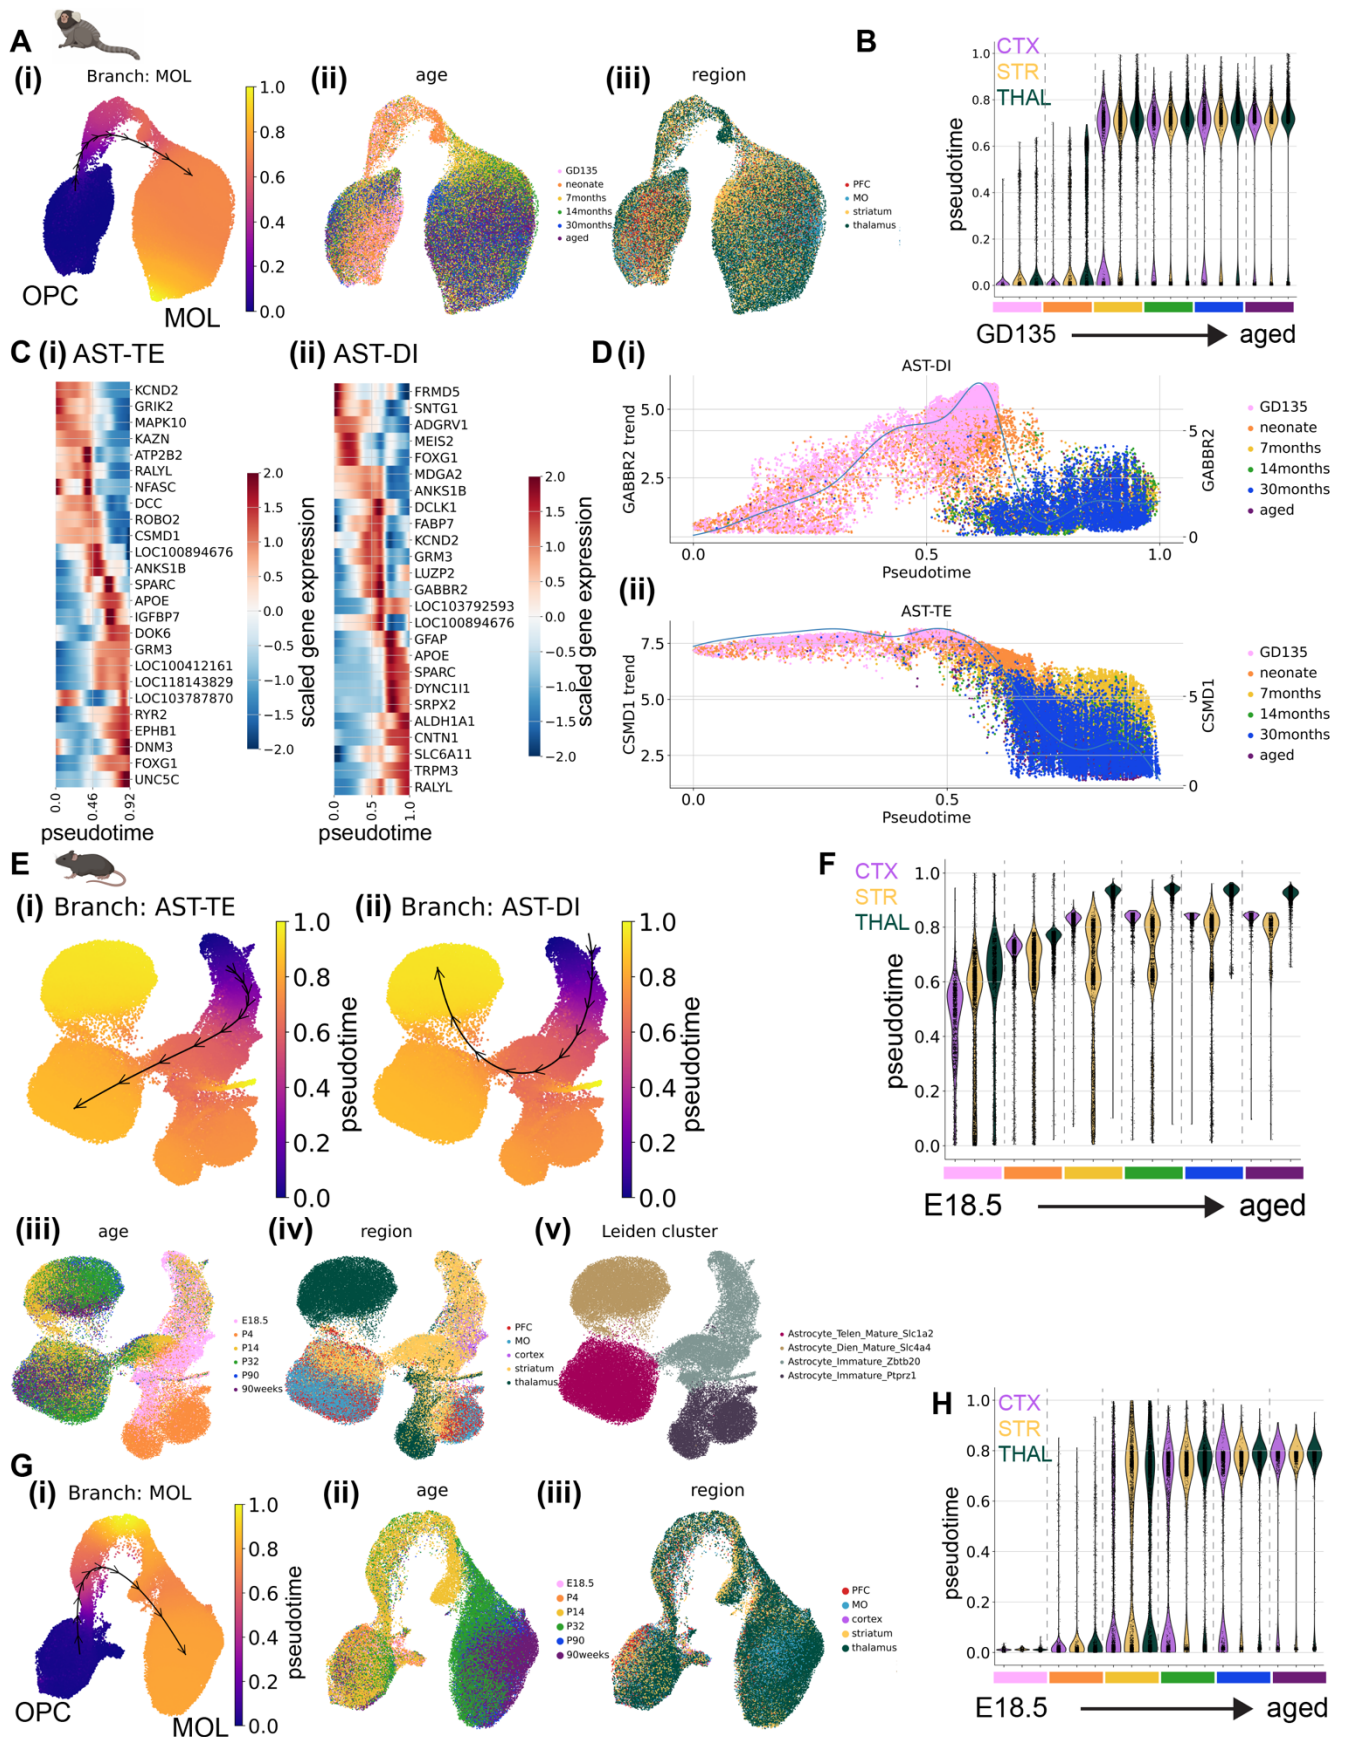 A
(i) Branch: MOL
1.0
0.8
0.6
0.4
0.2
0.0
OPC
MOL
(ii) age
GD135
neonate
7months
14months
30months
aged
(iii) region
PFC
MO
striatum
thalamus
B
CTX
STR
THAL
pseudotime
1.0
0.8
0.6
0.4
0.2
0.0
GD135
aged
C (i) AST-TE
KCND2
GRIK2
MAPK10
KAZN
ATP2B2
RALYL
NFASC
DCC
ROBO2
CSMD1
LOC100894676
ANKS1B
SPARC
APOE
IGFBP7
DOK6
GRM3
LOC100412161
LOC118143829
LOC103787870
RYR2
EPHB1
DNM3
FOXG1
UNC5C
0.0
0.46
0.92
pseudotime
2.0
1.5
1.0
0.5
0.0
−0.5
−1.0
−1.5
−2.0
scaled gene expression
(ii) AST-DI
FRMD5
SNTG1
ADGRV1
MEIS2
FOXG1
MDGA2
ANKS1B
DCLK1
FABP7
KCND2
GRM3
LUZP2
GABBR2
LOC103792593
LOC100894676
GFAP
APOE
SPARC
DYNC1I1
SRPX2
ALDH1A1
CNTN1
SLC6A11
TRPM3
RALYL
0.0
0.5
1.0
pseudotime
2.0
1.5
1.0
0.5
0.0
−0.5
−1.0
−1.5
−2.0
scaled gene expression
D (i)
AST-DI
GABBR2 trend
5.0
2.5
0.0
0.5
1.0
Pseudotime
5
0
GABBR2
GD135
neonate
7months
14months
30months
aged
(ii)
AST-TE
CSMD1 trend
7.5
5.0
2.5
0.0
0.5
Pseudotime
5
0
CSMD1
GD135
neonate
7months
14months
30months
aged
E
(i) Branch: AST-TE
1.0
0.8
0.6
0.4
0.2
0.0
pseudotime
(ii) Branch: AST-DI
1.0
0.8
0.6
0.4
0.2
0.0
pseudotime
(iii) age
E18.5
P4
P14
P32
P90
90weeks
(iv) region
PFC
MO
cortex
striatum
thalamus
(v) Leiden cluster
Astrocyte_Telen_Mature_Slc1a2
Astrocyte_Dien_Mature_Slc4a4
Astrocyte_Immature_Zbtb20
Astrocyte_Immature_Ptprz1
F
CTX
STR
THAL
pseudotime
1.0
0.8
0.6
0.4
0.2
0.0
E18.5
aged
G
(i) Branch: MOL
1.0
0.8
0.6
0.4
0.2
0.0
pseudotime
OPC
MOL
(ii) age
E18.5
P4
P14
P32
P90
90weeks
(iii) region
PFC
MO
cortex
striatum
thalamus
H
CTX
STR
THAL
pseudotime
1.0
0.8
0.6
0.4
0.2
0.0
E18.5
aged